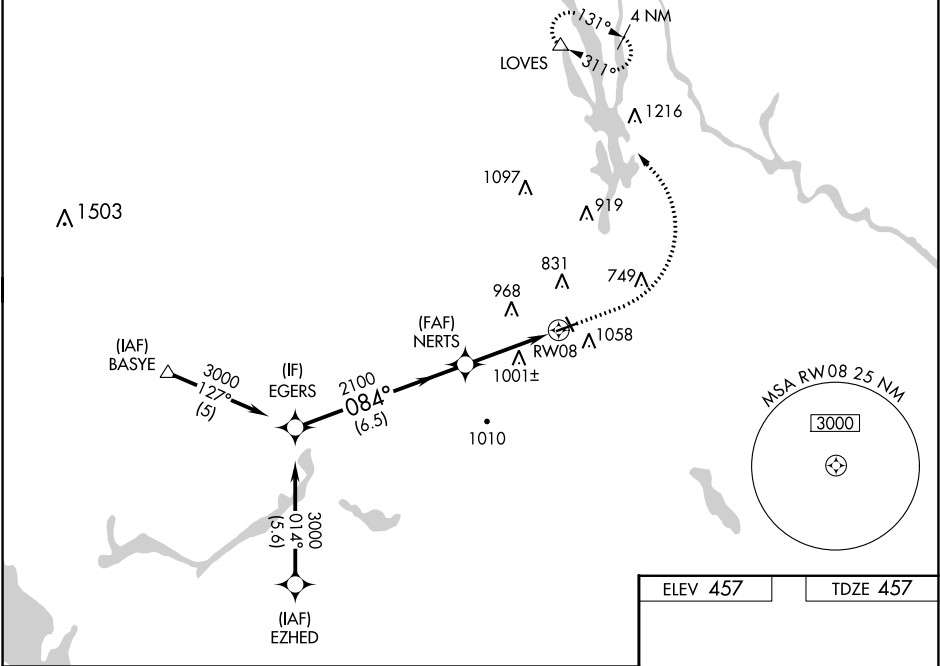 131°
4 NM
LOVES
311°
1216
1097
919
1503
831
749
968
(FAF)
NERTS
RW08
1058
1001±
(IAF)
BASYE
3000
127°
(5)
(IF)
EGERS
2100
084°
(6.5)
1010
MSA RW08 25 NM
3000
3000
014°
(5.6)
(IAF)
EZHED
ELEV 457
TDZE 457